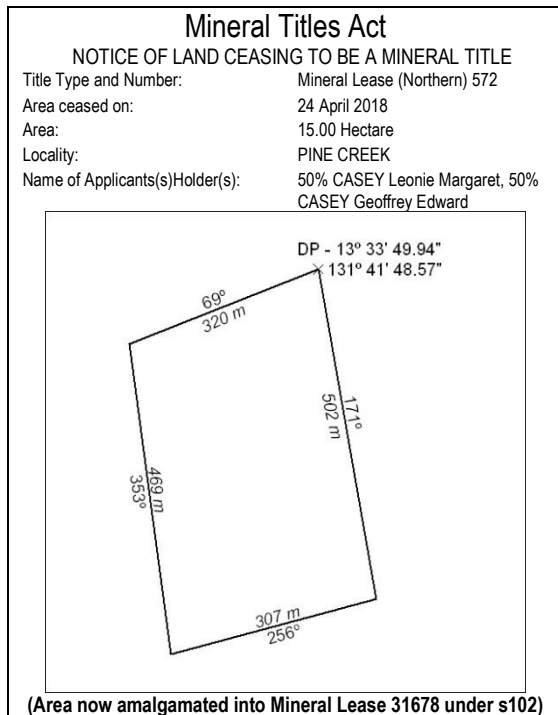 Mineral Titles Act
NOTICE OF LAND CEASING TO BE A MINERAL TITLE
Title Type and Number: Mineral Lease (Northern) 572
Area ceased on: 24 April 2018
Area: 15.00 Hectare
Locality: PINE CREEK
Name of Applicants(s)Holder(s): 50% CASEY Leonie Margaret, 50%
CASEY Geoffrey Edward
DP - 13º 33' 49.94"
131º 41' 48.57"
69º
320 m
171º
502 m
469 m
353º
307 m
256º
(Area now amalgamated into Mineral Lease 31678 under s102)